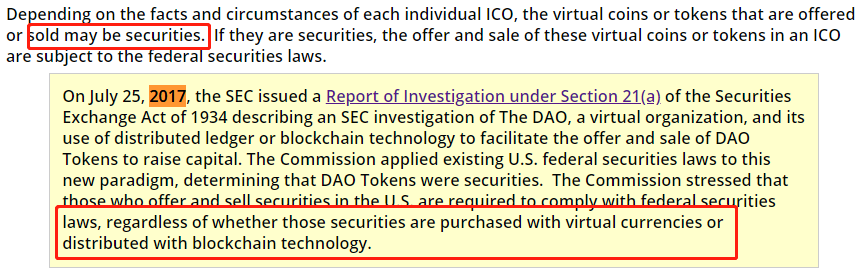 Depending on the facts and circumstances of each individual ICO, the virtual coins or tokens that are offered
or sold may be securities. If they are securities, the offer and sale of these virtual coins or tokens in an ICO
are subject to the federal securities laws.
On July 25, 2017, the SEC issued a Report of Investigation under Section 21(a) of the Securities
Exchange Act of 1934 describing an SEC investigation of The DAO, a virtual organization, and its
use of distributed ledger or blockchain technology to facilitate the offer and sale of DAO
Tokens to raise capital. The Commission applied existing U.S. federal securities laws to this
new paradigm, determining that DAO Tokens were securities. The Commission stressed that
those who offer and sell securities in the U.S. are required to comply with federal securities
laws, regardless of whether those securities are purchased with virtual currencies or
distributed with blockchain technology.